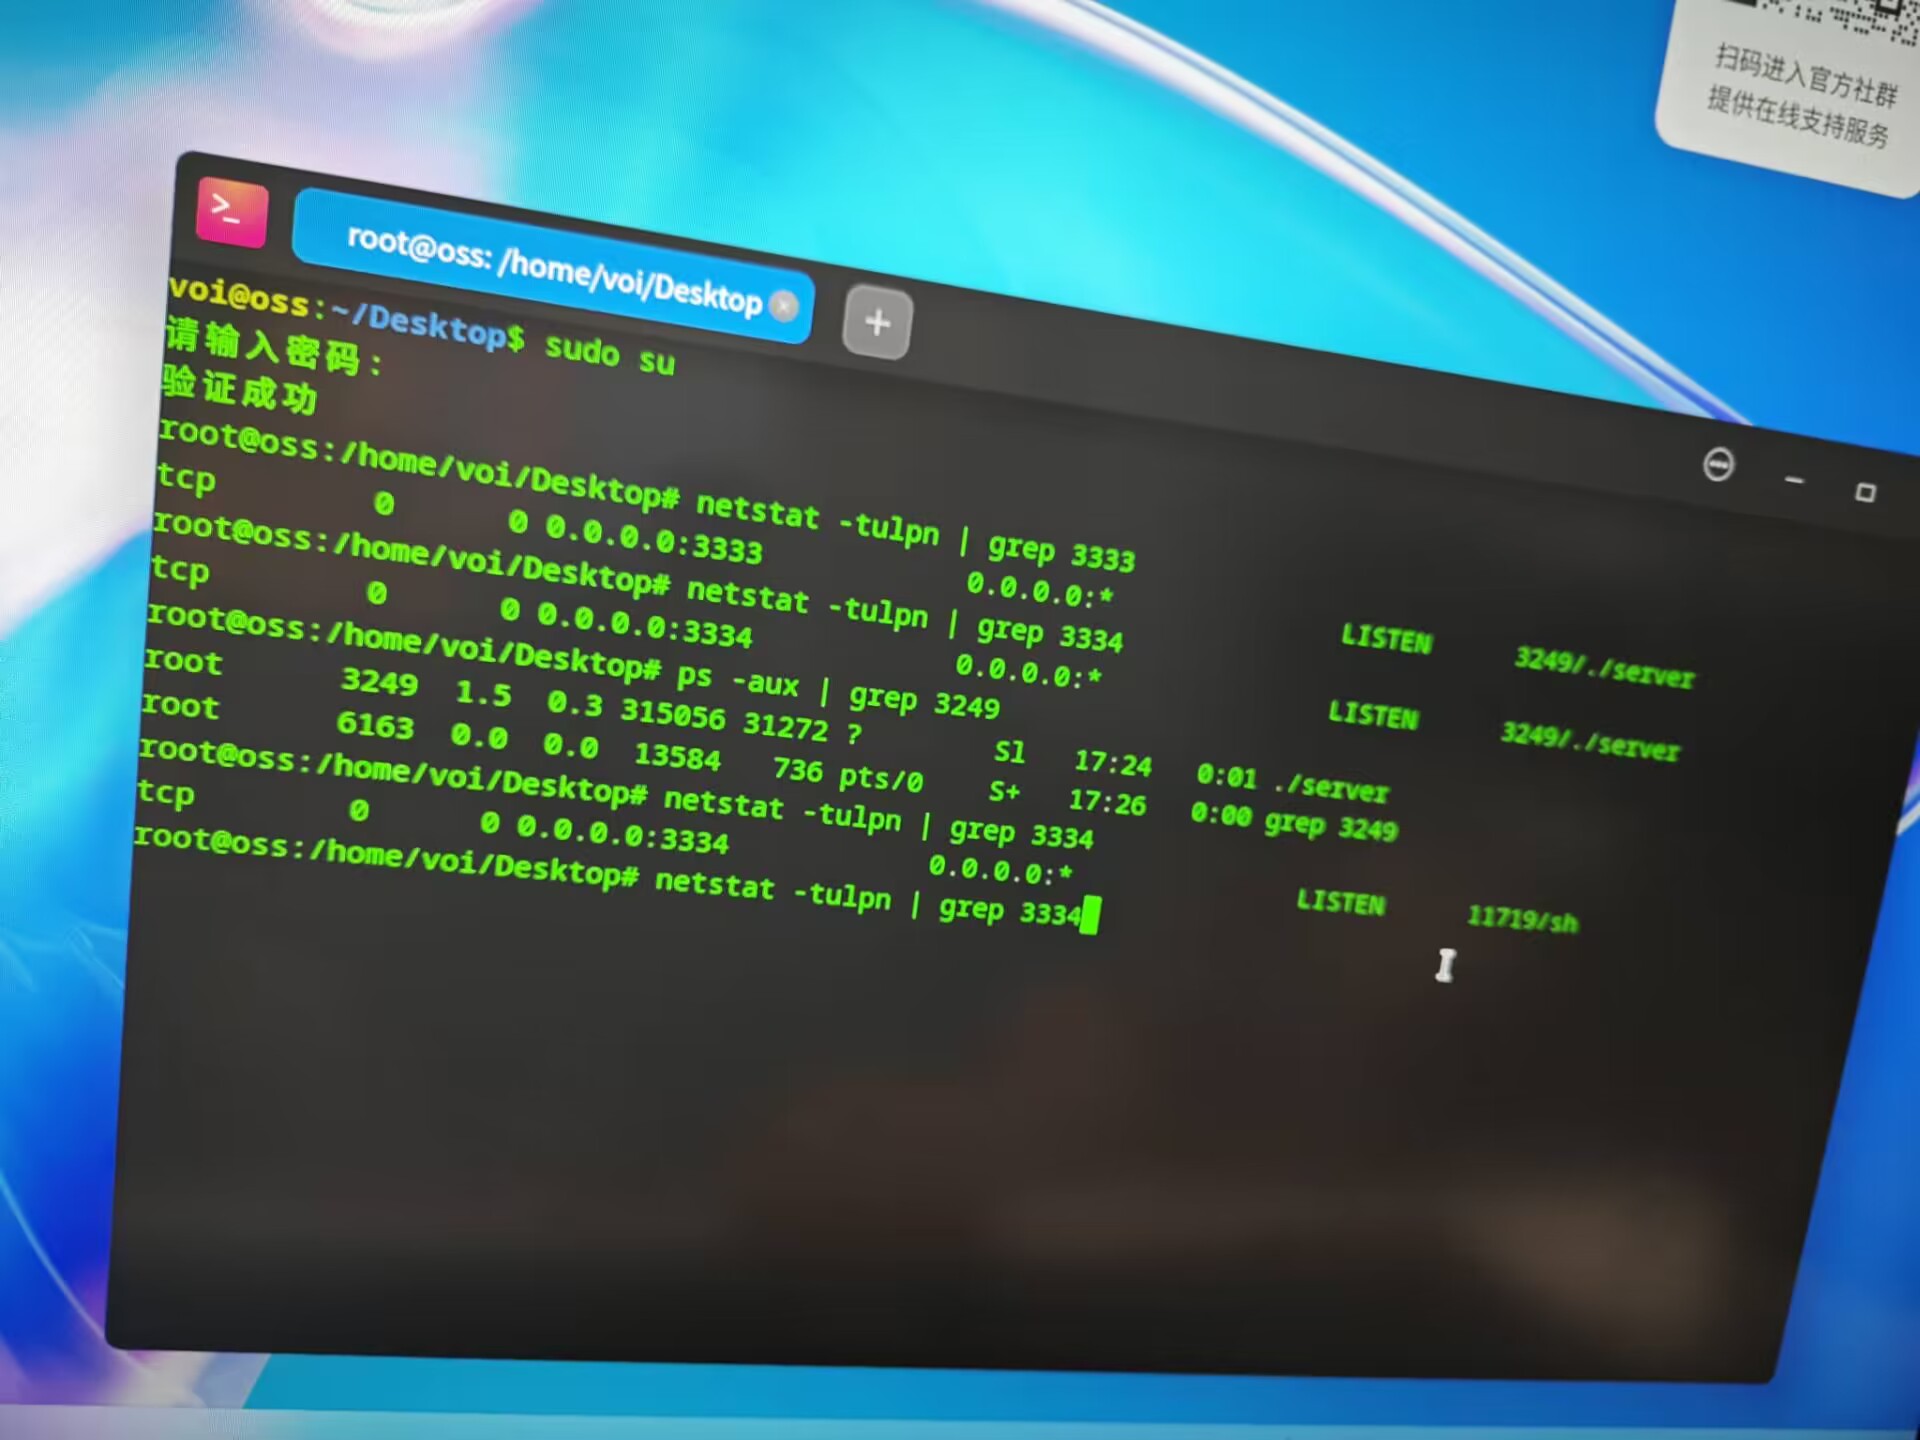 扫码进入官方社群
提供在线支持服务
root@oss: /home/voi/Desktop
voi@oss:~/Desktop$ sudo su
请输入密码：
验证成功
root@oss:/home/voi/Desktop# netstat -tulpn | grep 3333
tcp 0 0 0.0.0.0:3333 0.0.0.0:* LISTEN 3249/./server
root@oss:/home/voi/Desktop# netstat -tulpn | grep 3334
tcp 0 0 0.0.0.0:3334 0.0.0.0:* LISTEN 3249/./server
root@oss:/home/voi/Desktop# ps -aux | grep 3249
root 3249 1.5 0.3 315056 31272 ? Sl 17:24 0:01 ./server
root 6163 0.0 0.0 13584 736 pts/0 S+ 17:26 0:00 grep 3249
root@oss:/home/voi/Desktop# netstat -tulpn | grep 3334
tcp 0 0 0.0.0.0:3334 0.0.0.0:* LISTEN 11719/sh
root@oss:/home/voi/Desktop# netstat -tulpn | grep 3334